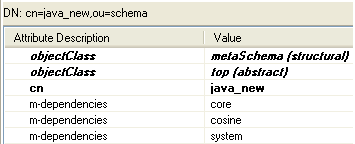 DN: cn=java_new,ou=schema
Attribute Description Value
objectClass metaSchema (structural)
objectClass top (abstract)
cn java_new
m-dependencies core
m-dependencies cosine
m-dependencies system